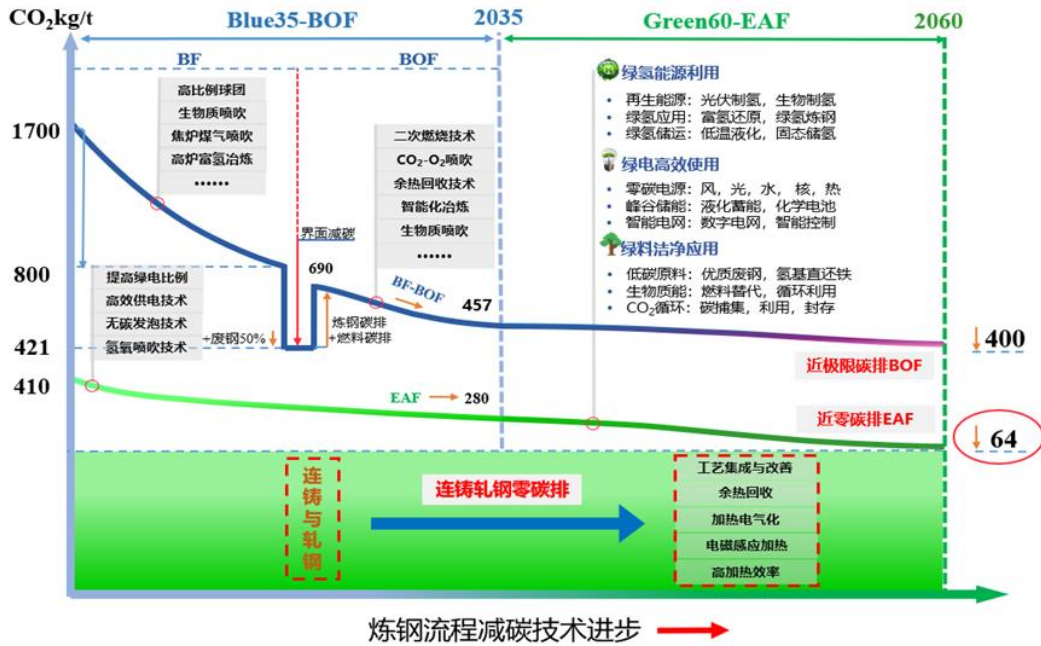 CO₂kg/t
Blue35-BOF
2035
Green60-EAF
2060
BF
BOF
高比例球团
生物质喷吹
焦炉煤气喷吹
高炉富氢冶炼
••••••
二次燃烧技术
CO₂-O₂喷吹
余热回收技术
智能化冶炼
生物质喷吹
••••••
绿氢能源利用
• 再生能源：光伏制氢，生物制氢
• 绿氢应用：富氢还原，绿氢炼钢
• 绿氢储运：低温液化，固态储氢
绿电高效使用
• 零碳电源：风，光，水，核，热
• 峰谷储能：液化蓄能，化学电池
• 智能电网：数字电网，智能控制
绿料洁净应用
• 低碳原料：优质废钢，氢基直还铁
• 生物质能：燃料替代，循环利用
• CO₂循环：碳捕集，利用，封存
1700
800
421
410
界面减碳
690
BF-BOF
457
提高绿电比例
高效供电技术
无碳发泡技术
氢氧喷吹技术
+废钢50%
炼钢碳排
+燃料碳排
400
近极限碳排BOF
EAF
280
近零碳排EAF
64
连铸与轧钢
连铸轧钢零碳排
工艺集成与改善
余热回收
加热电气化
电磁感应加热
高加热效率
炼钢流程减碳技术进步